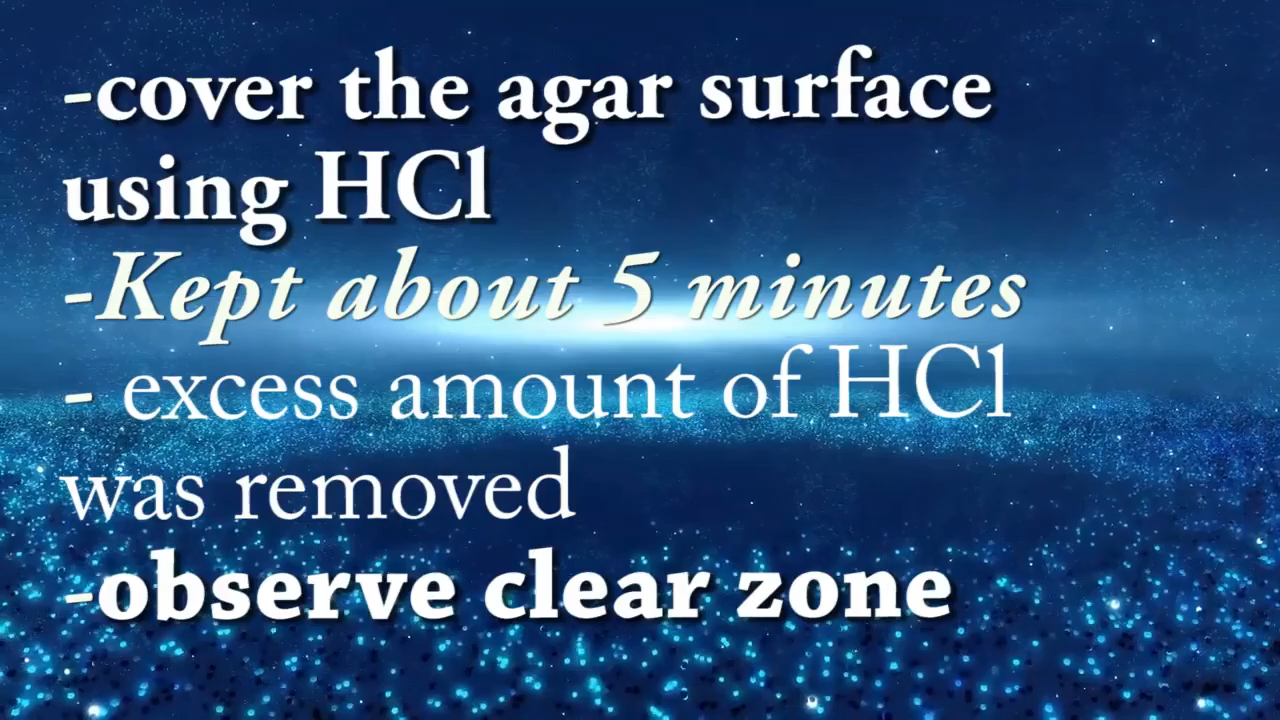 -cover the agar surface
using HCl
-Kept about 5 minutes
- excess amount of HCl
was removed
-observe clear zone